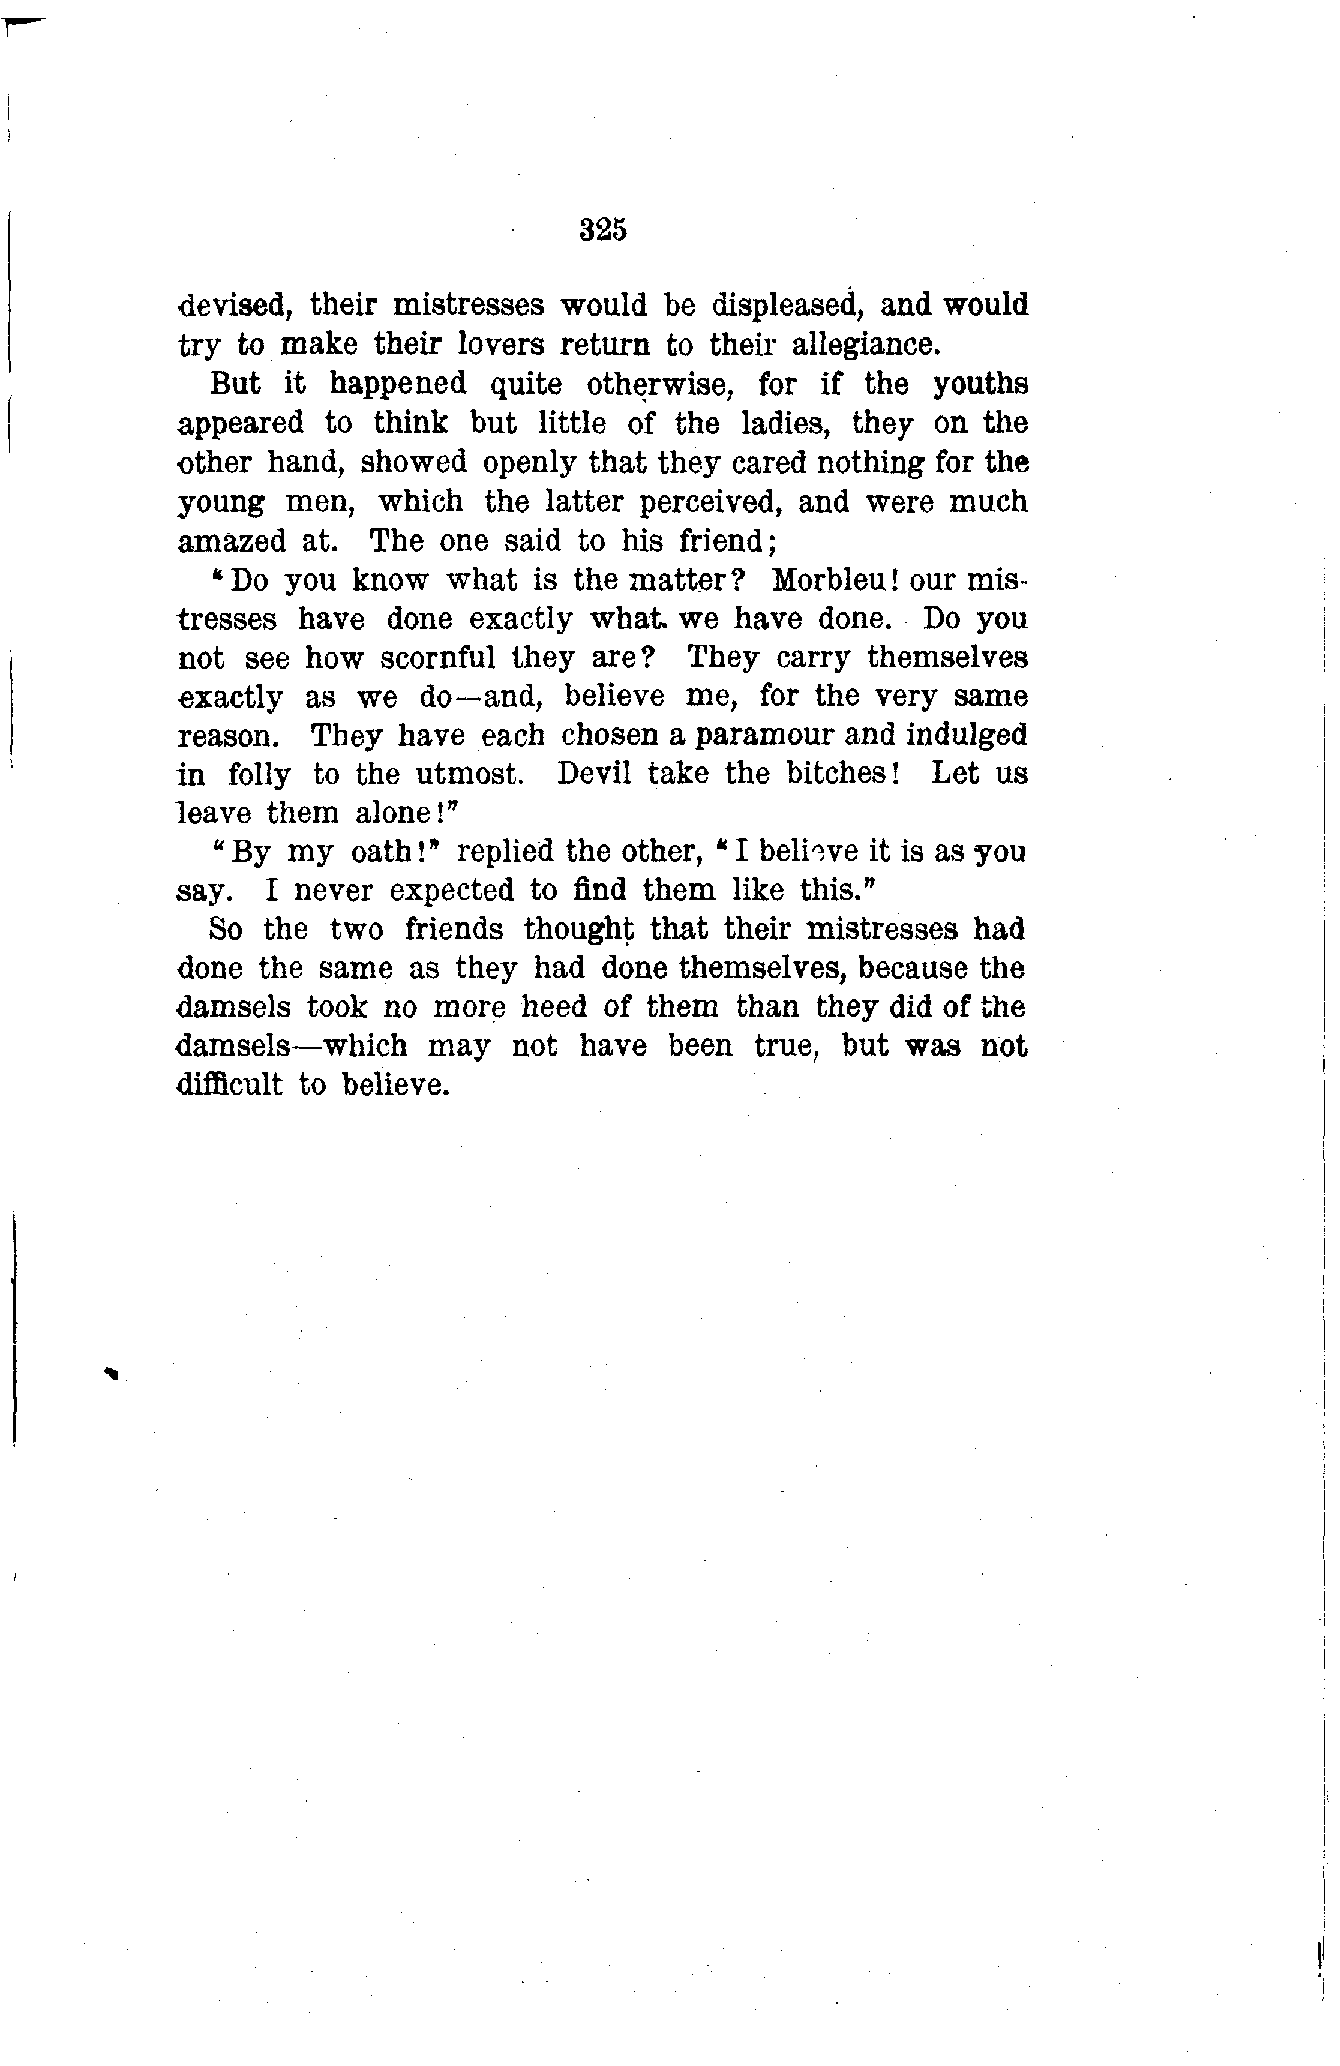 325
devised, their mistresses would be displeased, and would
try to make their lovers return to their allegiance.
But it happened quite otherwise, for if the youths
appeared to think but little of the ladies, they on the
other hand, showed openly that they cared nothing for the
young men, which the latter perceived, and were much
amazed at. The one said to his friend;
“Do you know what is the matter? Morbleu! our mis-
tresses have done exactly what we have done. Do you
not see how scornful they are? They carry themselves
exactly as we do—and, believe me, for the very same
reason. They have each chosen a paramour and indulged
in folly to the utmost. Devil take the bitches! Let us
leave them alone!”
“By my oath!” replied the other, “I believe it is as you
say. I never expected to find them like this.”
So the two friends thought that their mistresses had
done the same as they had done themselves, because the
damsels took no more heed of them than they did of the
damsels—which may not have been true, but was not
difficult to believe.